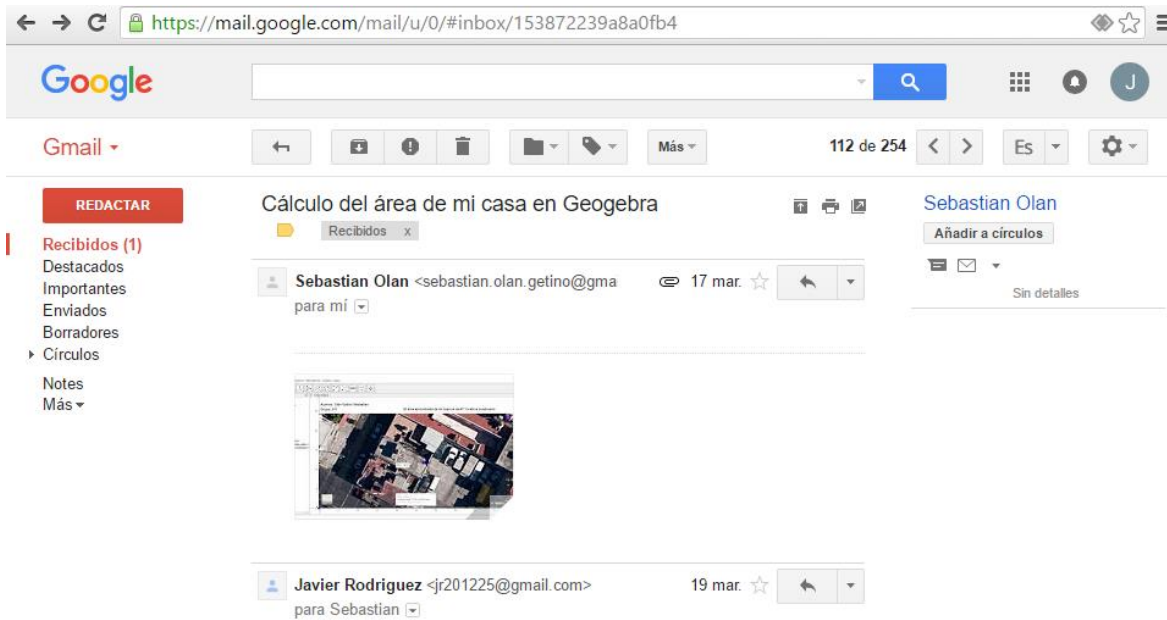 https://mail.google.com/mail/u/0/#inbox/153872239a8a0fb4
Google
J
Gmail
Más
112 de 254
Es
REDACTAR
Recibidos (1)
Destacados
Importantes
Enviados
Borradores
Círculos
Notes
Más
Cálculo del área de mi casa en Geogebra
Recibidos x
Sebastian Olan <sebastian.olan.getino@gma
17 mar.
para mí
Javier Rodriguez <jr201225@gmail.com>
19 mar.
para Sebastian
Sebastian Olan
Añadir a círculos
Sin detalles